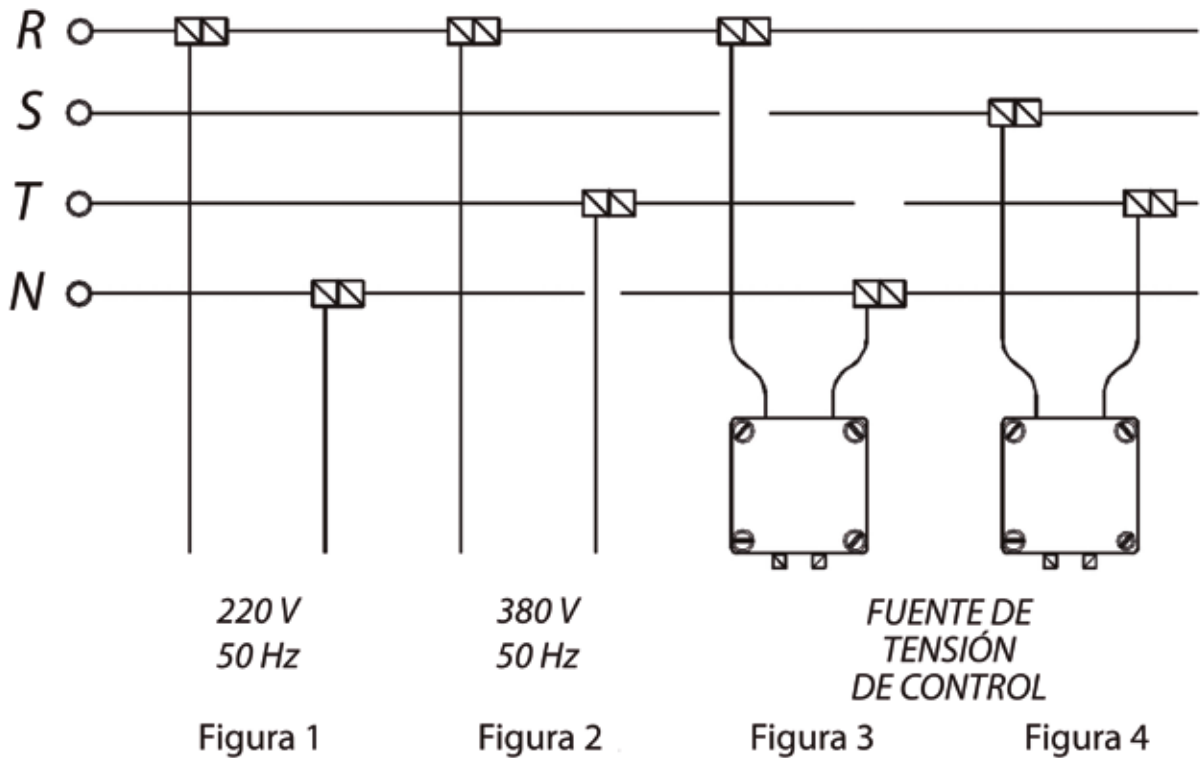 R
S
T
N
220 V
50 Hz
380 V
50 Hz
FUENTE DE
TENSIÓN
DE CONTROL
Figura 1
Figura 2
Figura 3
Figura 4